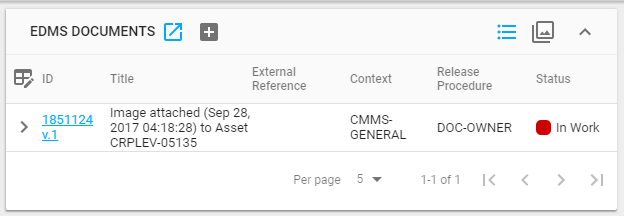 EDMS DOCUMENTS
ID Title External Reference Context Release Procedure Status
1851124 v.1 Image attached (Sep 28, 2017 04:18:28) to Asset CRPLEV-05135 CMMS-GENERAL DOC-OWNER In Work
Per page 5 1-1 of 1